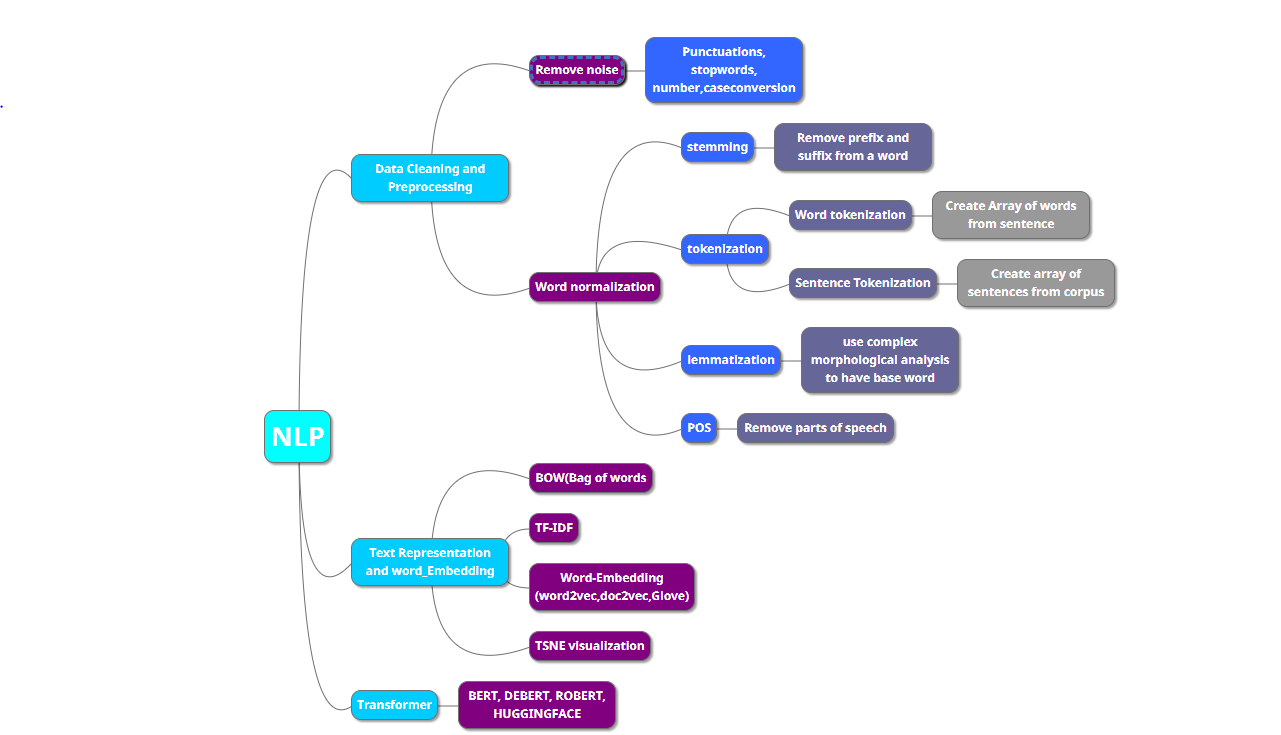 Remove noise
Punctuations,
stopwords,
number,caseconversion
Data Cleaning and
Preprocessing
stemming
Remove prefix and
suffix from a word
tokenization
Word tokenization
Create Array of words
from sentence
Sentence Tokenization
Create array of
sentences from corpus
Word normalization
lemmatization
use complex
morphological analysis
to have base word
POS
Remove parts of speech
NLP
BOW(Bag of words
TF-IDF
Text Representation
and word_Embedding
Word-Embedding
(word2vec,doc2vec,Glove)
TSNE visualization
Transformer
BERT, DEBERT, ROBERT,
HUGGINGFACE